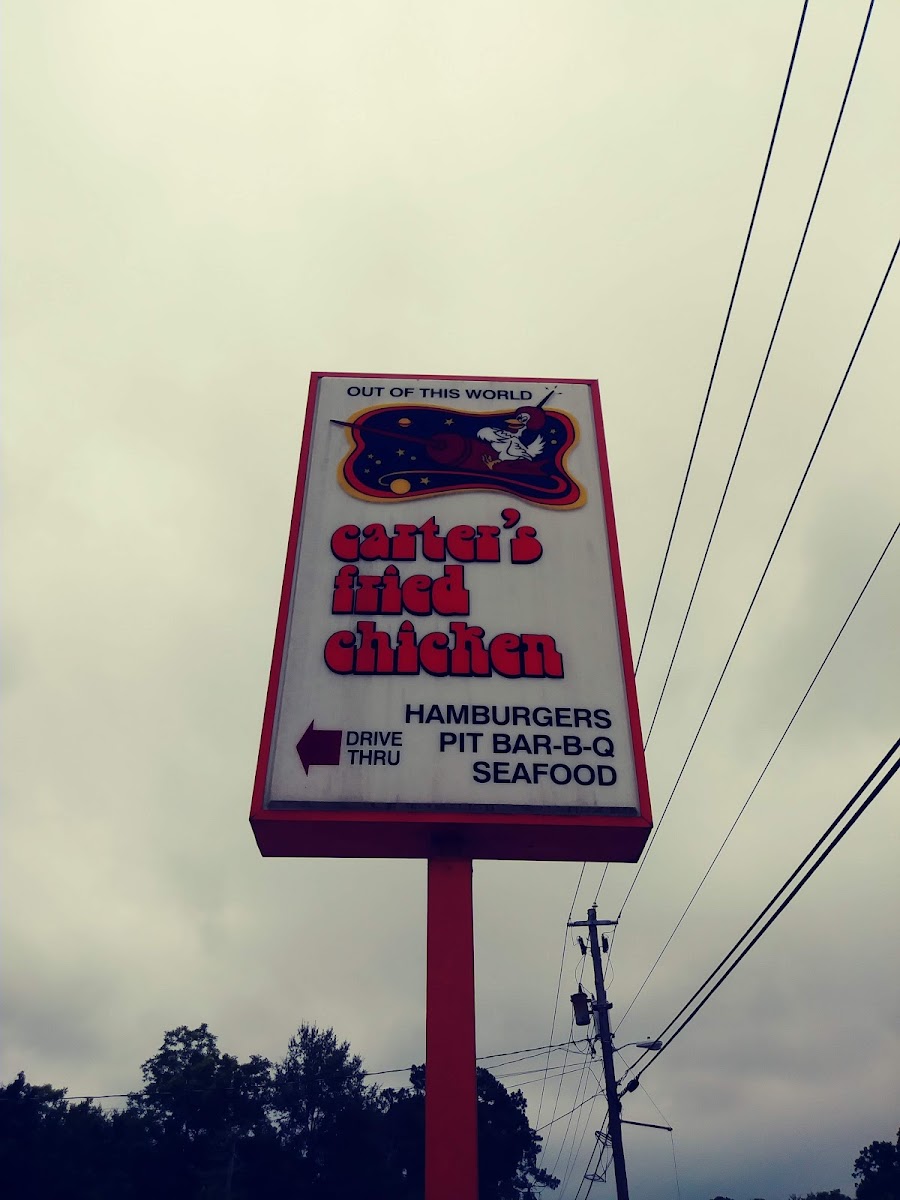 OUT OF THIS WORLD
carter's
fried
chicken
HAMBURGERS
PIT BAR-B-Q
SEAFOOD
DRIVE
THRU